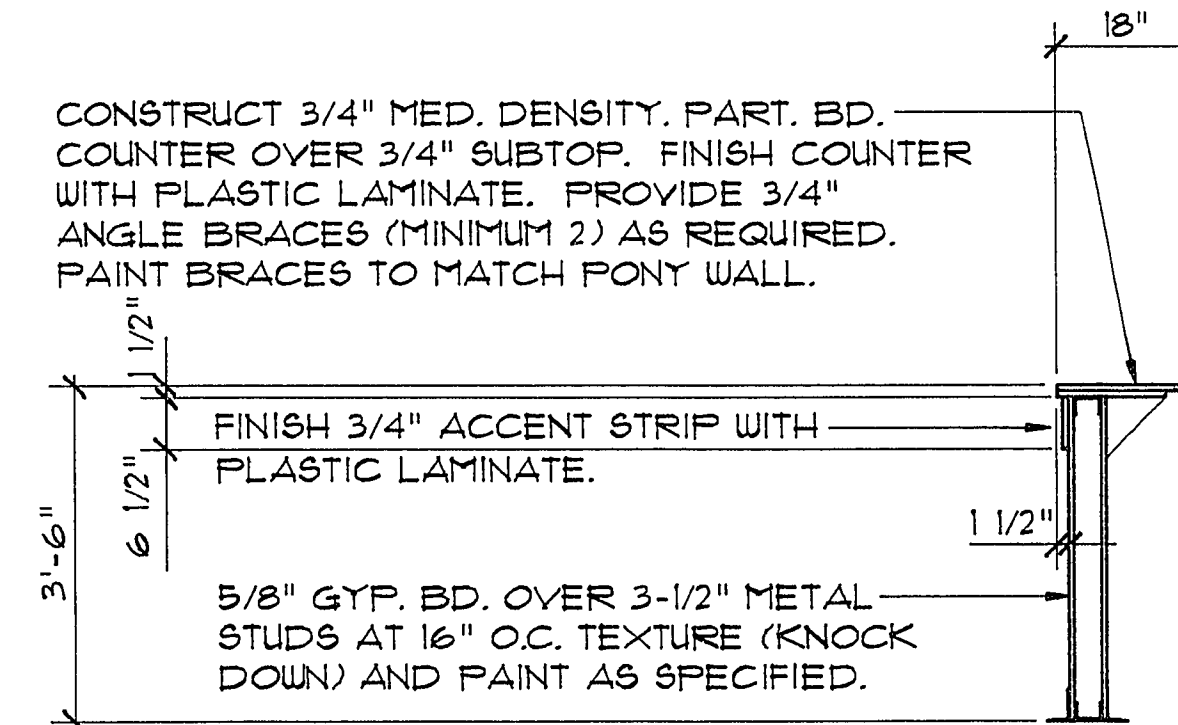 18"
CONSTRUCT 3/4" MED. DENSITY. PART. BD.
COUNTER OVER 3/4" SUBTOP. FINISH COUNTER
WITH PLASTIC LAMINATE. PROVIDE 3/4"
ANGLE BRACES (MINIMUM 2) AS REQUIRED.
PAINT BRACES TO MATCH PONY WALL.
1 1/2"
FINISH 3/4" ACCENT STRIP WITH
PLASTIC LAMINATE.
6 1/2"
3'-6"
1 1/2"
5/8" GYP. BD. OVER 3-1/2" METAL
STUDS AT 16" O.C. TEXTURE (KNOCK
DOWN) AND PAINT AS SPECIFIED.